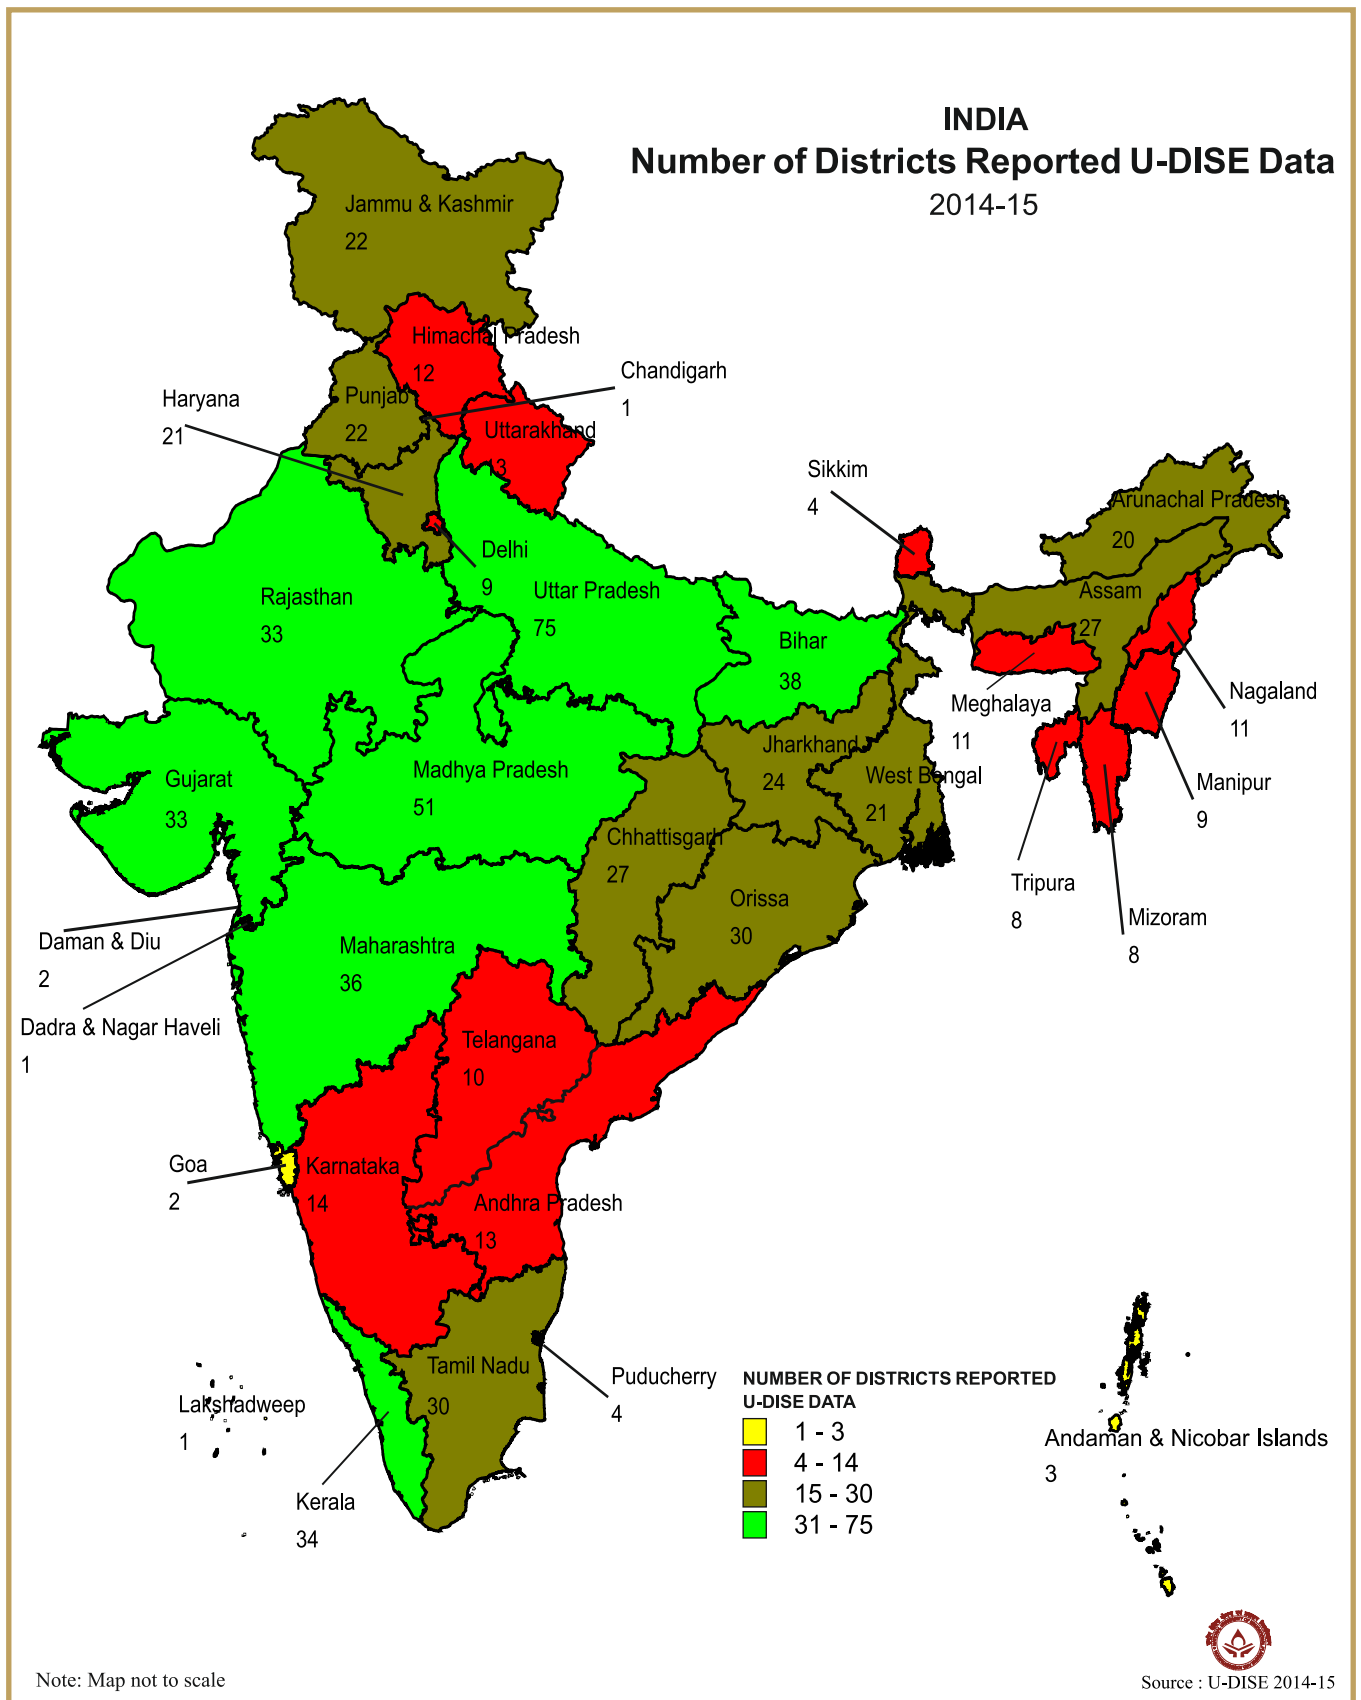 INDIA
Number of Districts Reported U-DISE Data
2014-15
Jammu & Kashmir
22
Himachal Pradesh
12
Chandigarh
1
Haryana
21
Punjab
22
Uttarakhand
13
Sikkim
4
Arunachal Pradesh
20
Delhi
9
Rajasthan
33
Uttar Pradesh
75
Assam
27
Bihar
38
Meghalaya
11
Nagaland
11
Jharkhand
24
Gujarat
33
Madhya Pradesh
51
West Bengal
21
Manipur
9
Chhattisgarh
27
Tripura
8
Orissa
30
Mizoram
8
Daman & Diu
2
Maharashtra
36
Dadra & Nagar Haveli
1
Telangana
10
Goa
2
Karnataka
14
Andhra Pradesh
13
Tamil Nadu
30
Puducherry
4
Lakshadweep
1
Kerala
34
NUMBER OF DISTRICTS REPORTED
U-DISE DATA
1 - 3
4 - 14
15 - 30
31 - 75
Andaman & Nicobar Islands
3
Note: Map not to scale
Source : U-DISE 2014-15